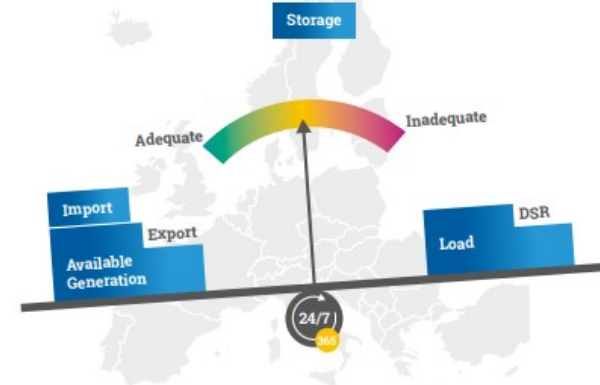 Storage
Adequate
Inadequate
Import
Export
Available
Generation
DSR
Load
24/7
365